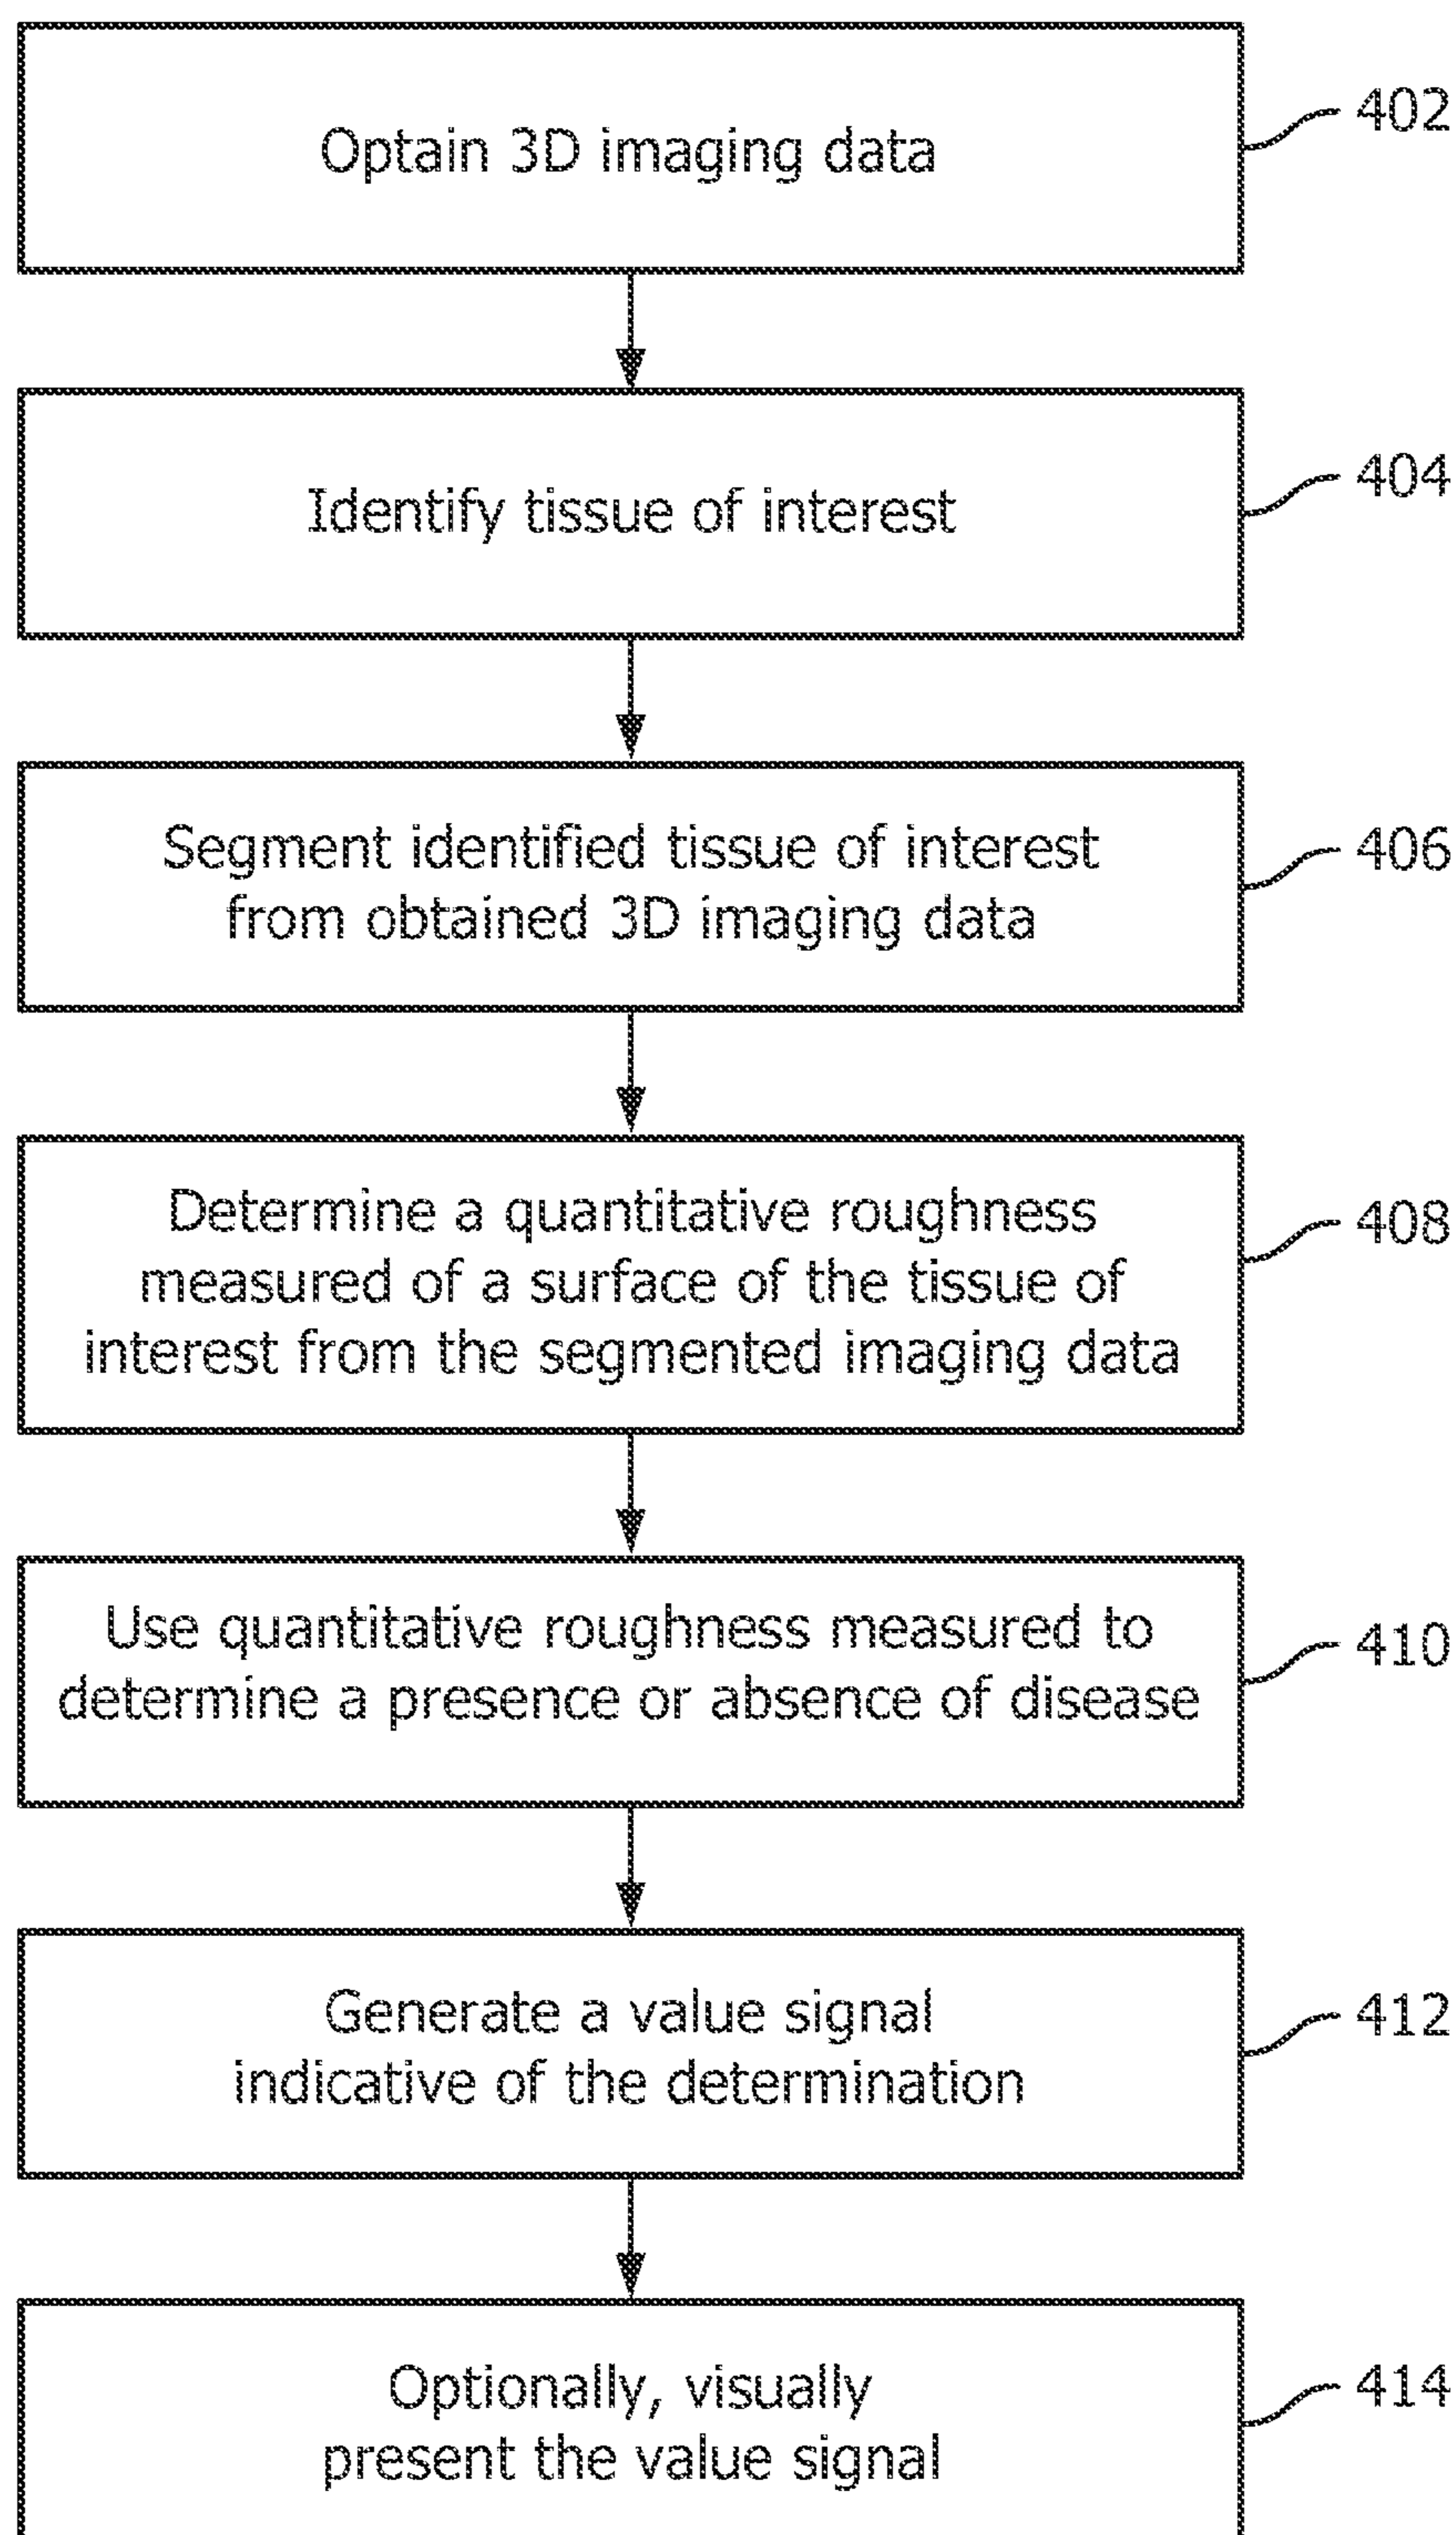 Optain 3D imaging data
402
Identify tissue of interest
404
Segment identified tissue of interest
from obtained 3D imaging data
406
Determine a quantitative roughness
measured of a surface of the tissue of
interest from the segmented imaging data
408
Use quantitative roughness measured to
determine a presence or absence of disease
410
Generate a value signal
indicative of the determination
412
Optionally, visually
present the value signal
414